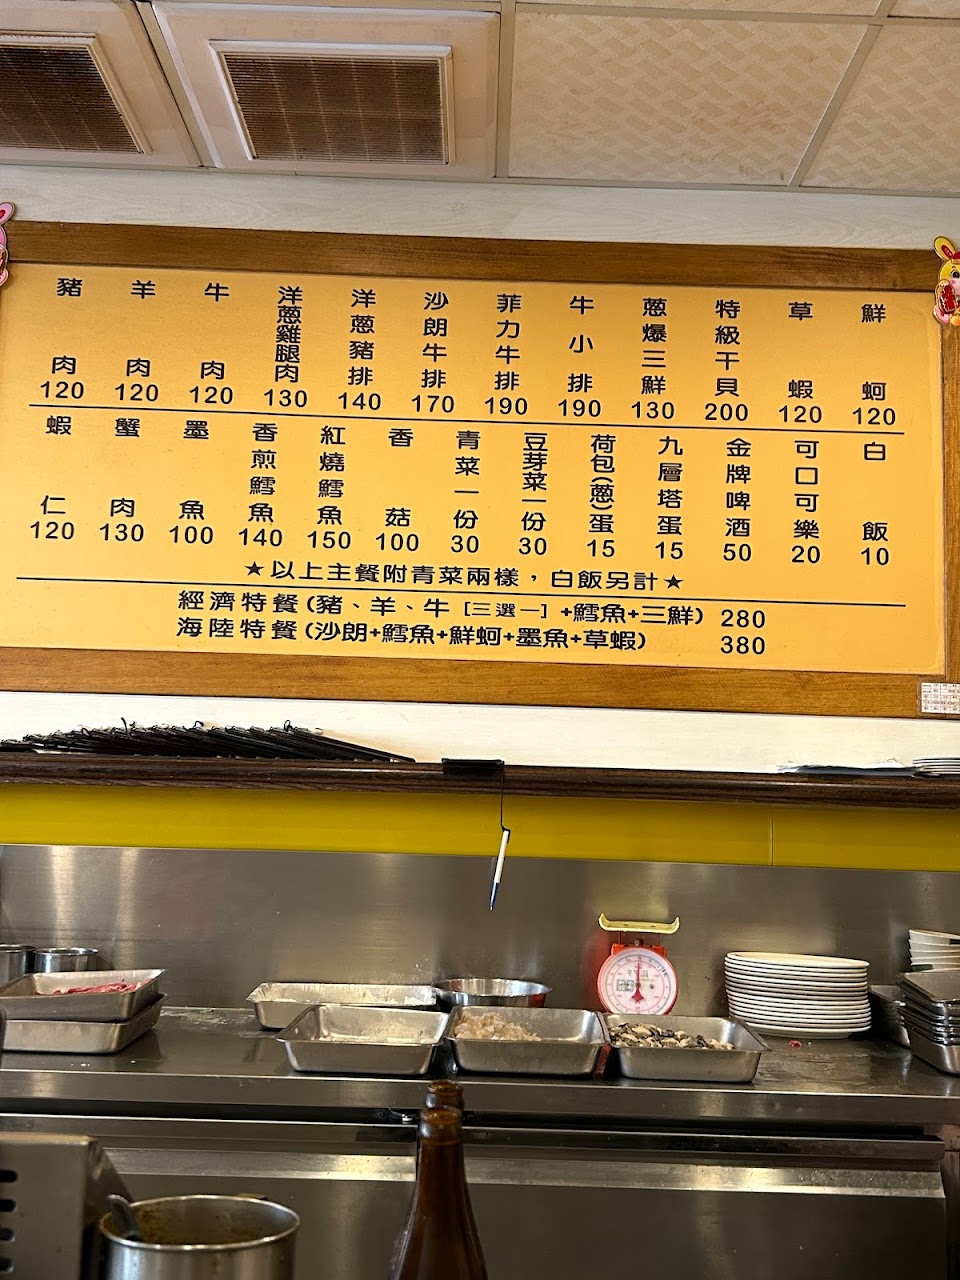 豬肉 120
羊肉 120
牛肉 120
洋蔥雞腿肉 130
洋蔥豬排 140
沙朗牛排 170
菲力牛排 190
牛小排 190
蔥爆三鮮 130
特級干貝 200
草蝦 120
鮮蚵 120
蝦仁 120
蟹肉 130
墨魚 100
香煎鱈魚 140
紅燒鱈魚 150
香菇 100
青菜一份 30
豆芽菜一份 30
荷包(蔥)蛋 15
九層塔蛋 15
金牌啤酒 50
可口可樂 20
白飯 10
★以上主餐附青菜兩樣，白飯另計★
經濟特餐(豬、羊、牛［三選一］+鱈魚+三鮮) 280
海陸特餐(沙朗+鱈魚+鮮蚵+墨魚+草蝦) 380